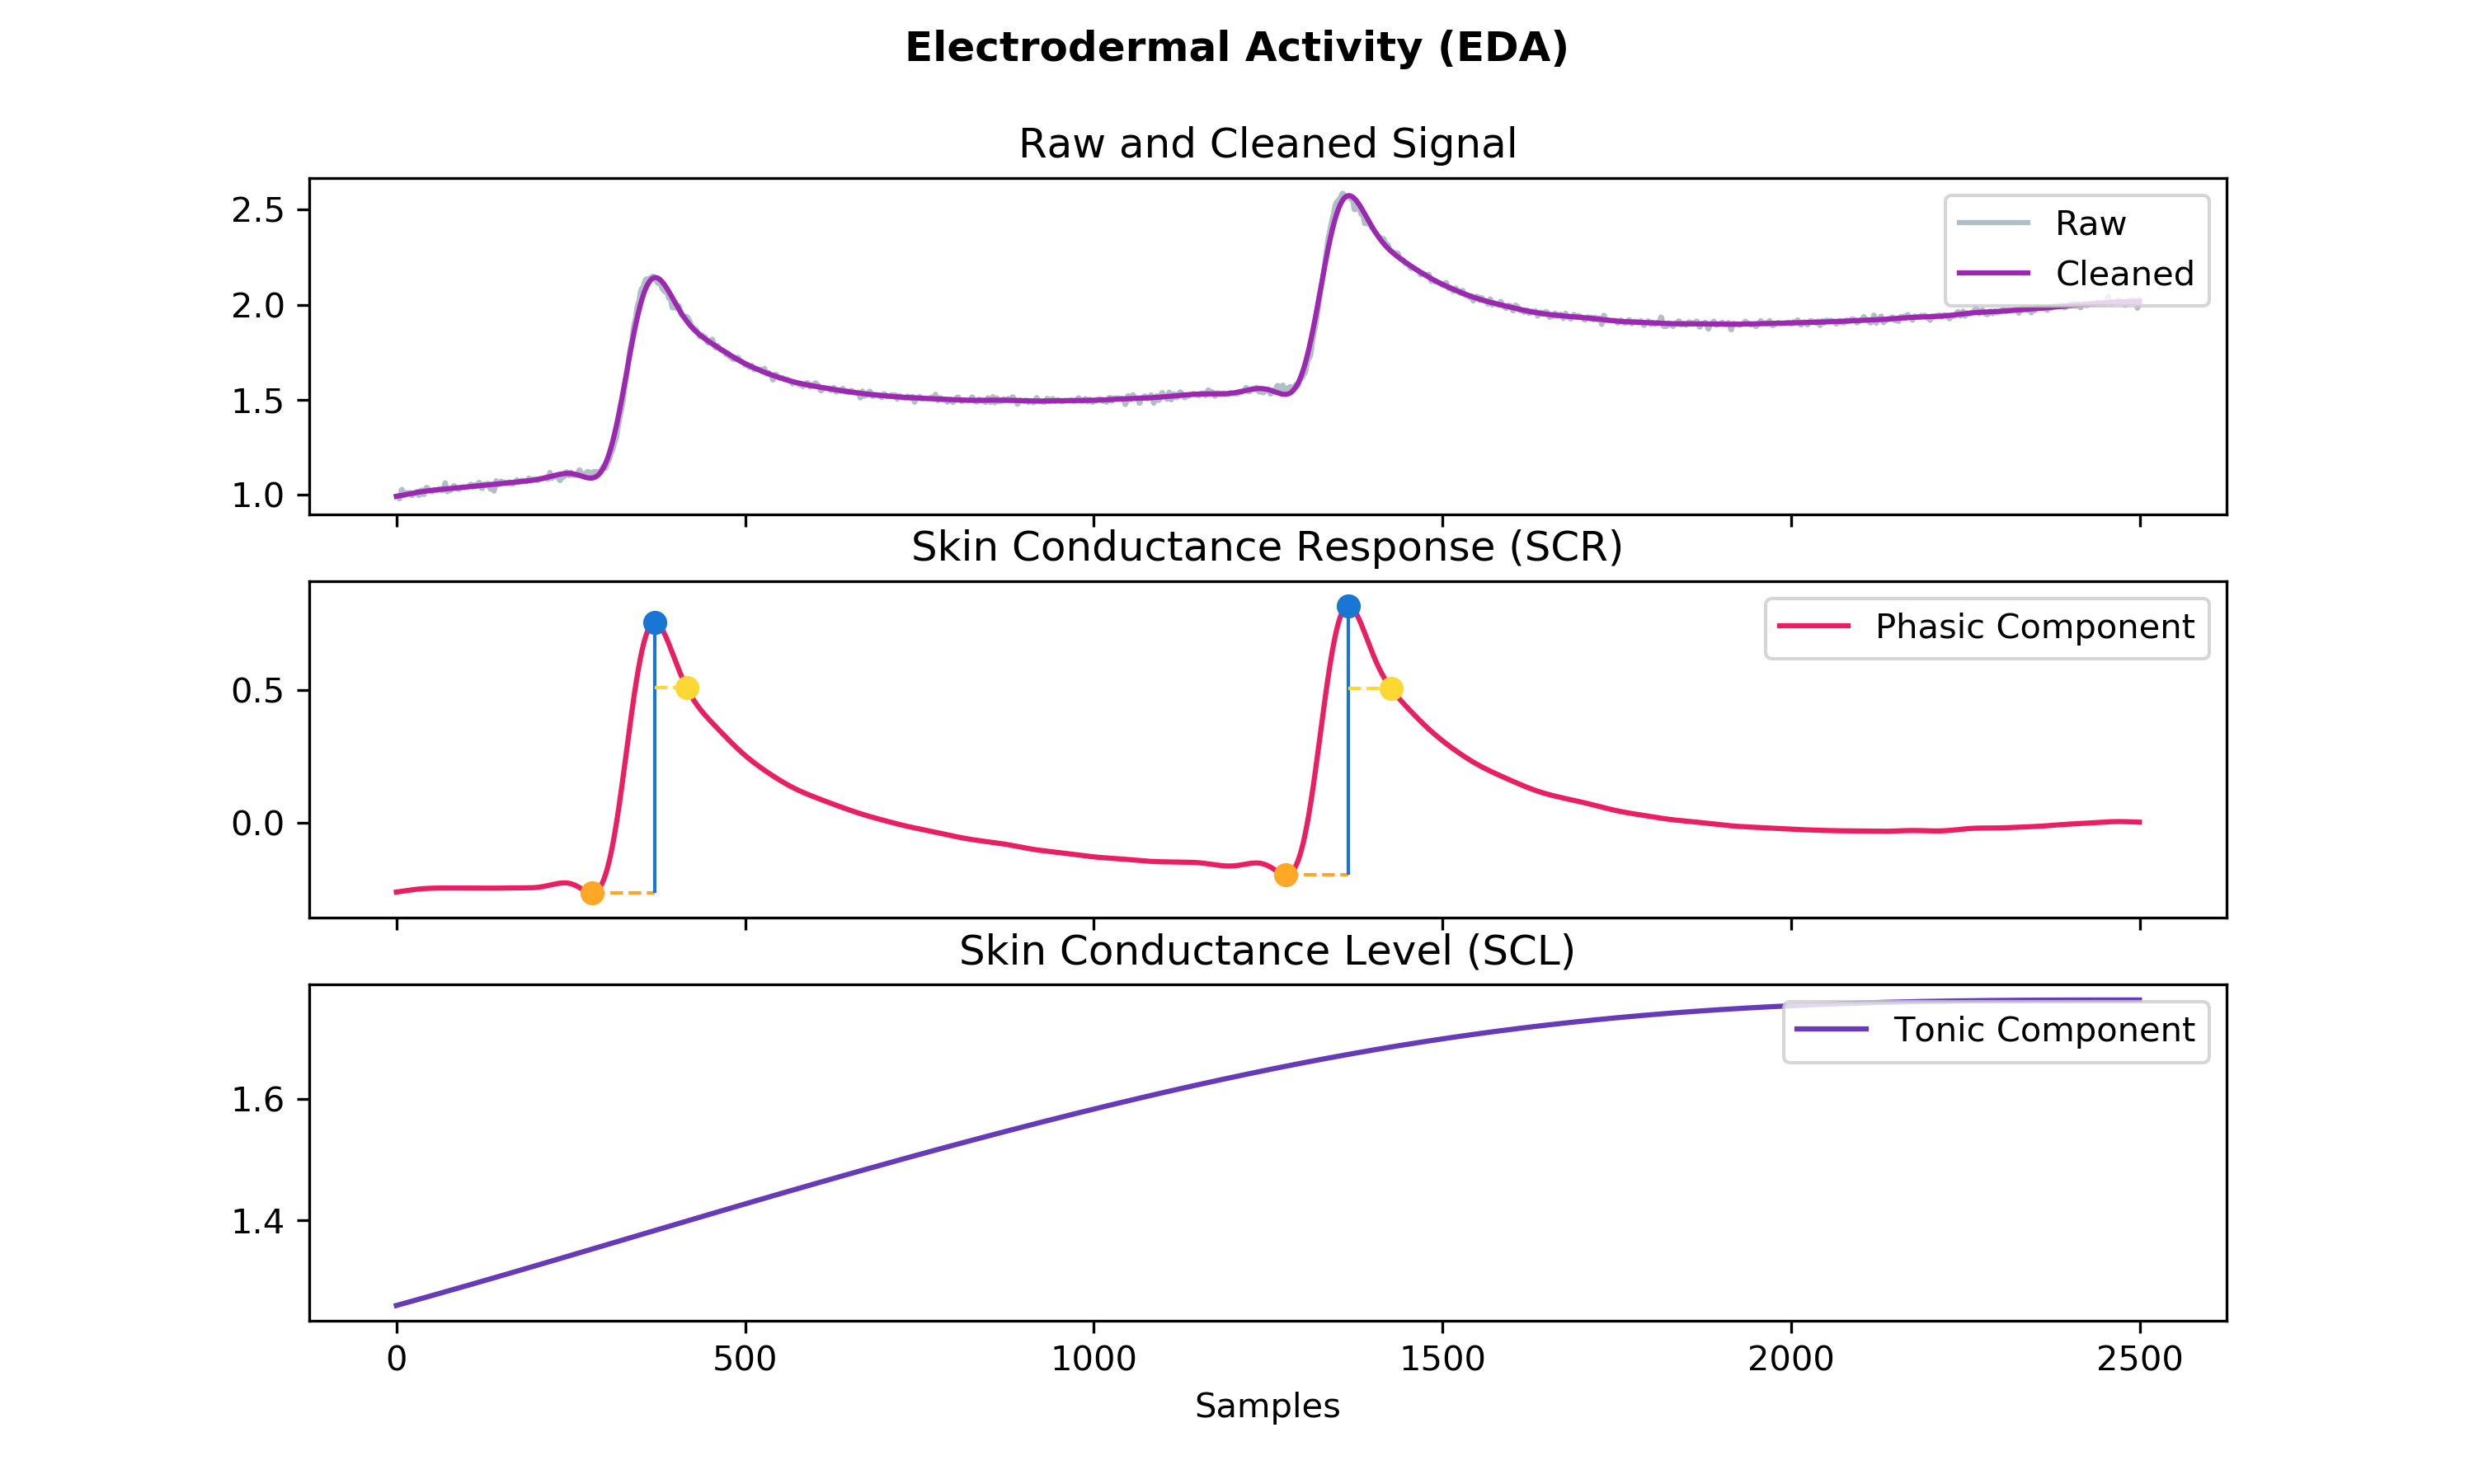 Electrodermal Activity (EDA)
Raw and Cleaned Signal
2.5
2.0
1.5
1.0
Raw
Cleaned
Skin Conductance Response (SCR)
0.5
0.0
Phasic Component
Skin Conductance Level (SCL)
1.6
1.4
Tonic Component
0 500 1000 1500 2000 2500
Samples